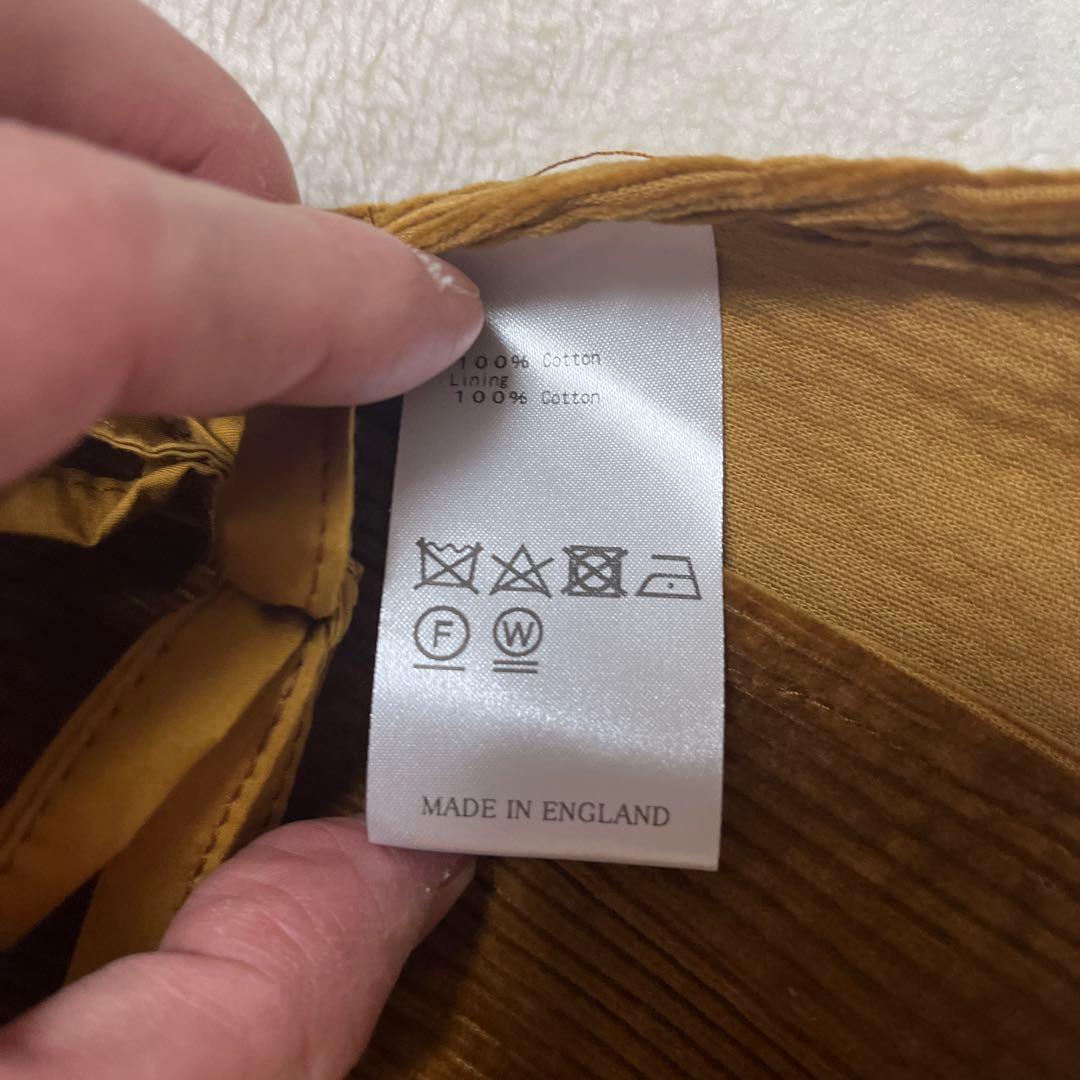 100% Cotton
Lining
100% Cotton
F W
MADE IN ENGLAND